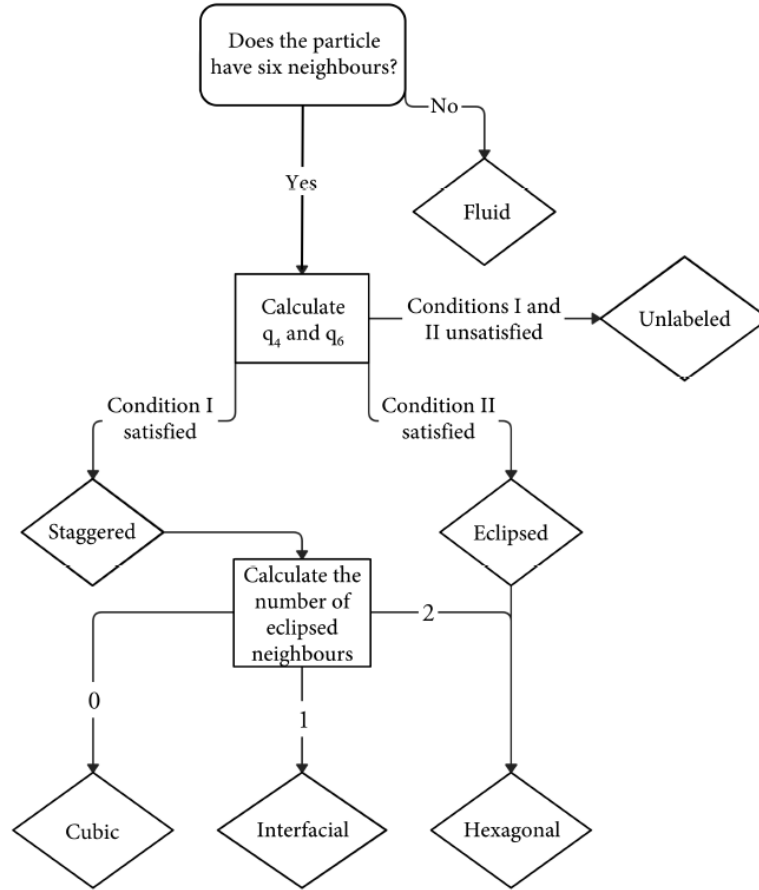 Does the particle
have six neighbours?
No
Yes
Fluid
Calculate
q₄ and q₆
Conditions I and
II unsatisfied
Unlabeled
Condition I
satisfied
Condition II
satisfied
Staggered
Eclipsed
Calculate the
number of
eclipsed
neighbours
2
0
1
Cubic
Interfacial
Hexagonal